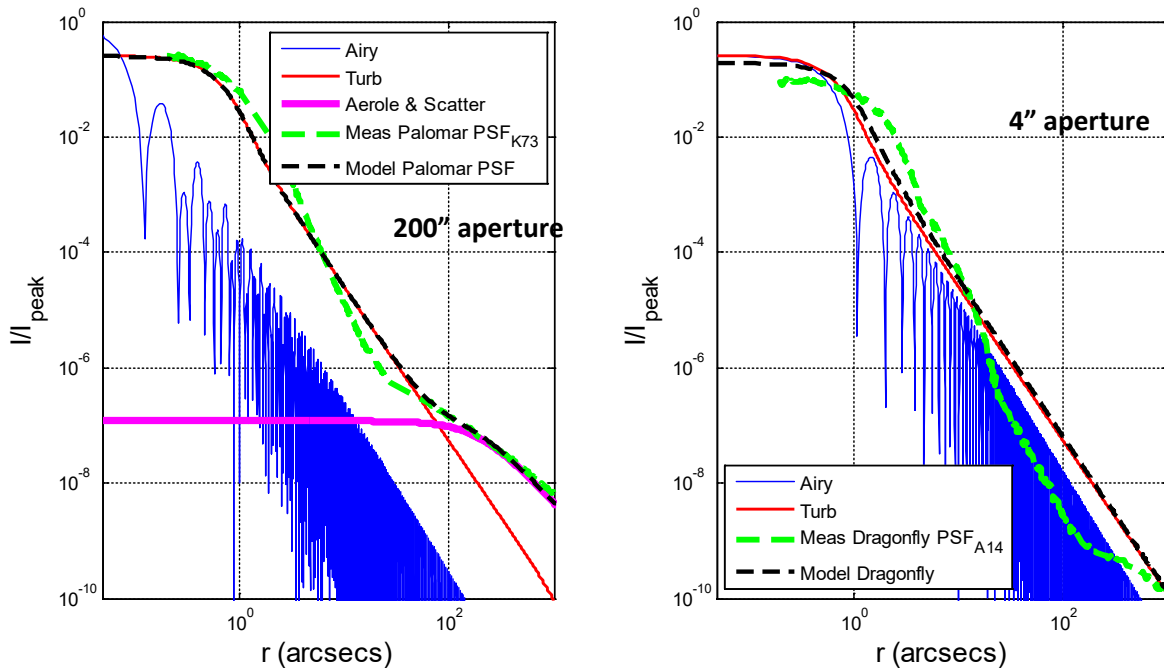 10^0
10^-2
10^-4
10^-6
10^-8
10^-10
I/I_peak
10^0
10^2
r (arcsecs)
Airy
Turb
Aerole & Scatter
Meas Palomar PSF_K73
Model Palomar PSF
200” aperture
10^0
10^-2
10^-4
10^-6
10^-8
10^-10
I/I_peak
10^0
10^2
r (arcsecs)
4” aperture
Airy
Turb
Meas Dragonfly PSF_A14
Model Dragonfly